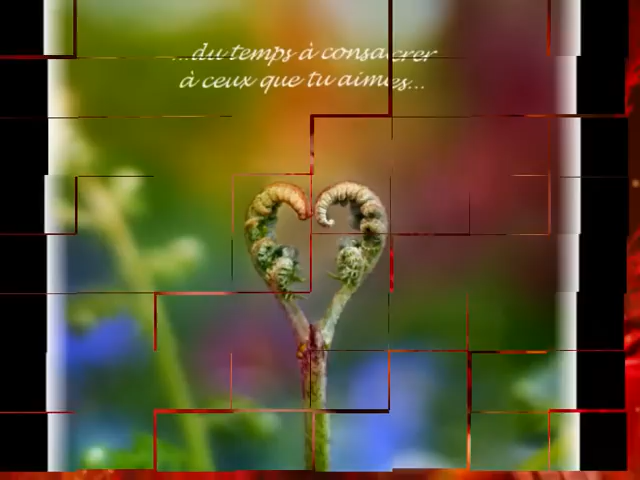 ...du temps à consacrer
à ceux que tu aimes...